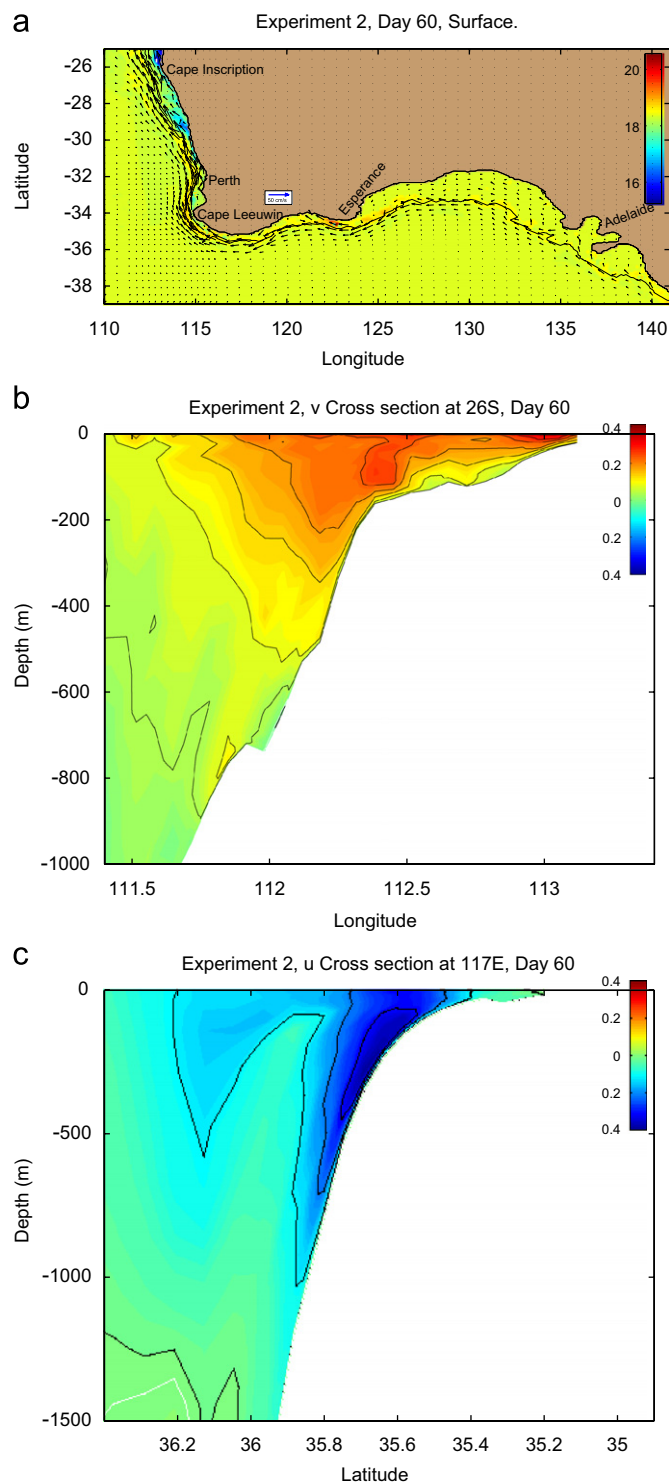 a
Experiment 2, Day 60, Surface.
Latitude
-26
-28
-30
-32
-34
-36
-38
Cape Inscription
Perth
Cape Leeuwin
50 cm/s
Esperance
Adelaide
20
18
16
110
115
120
125
130
135
140
Longitude
b
Experiment 2, v Cross section at 26S, Day 60
Depth (m)
0
-200
-400
-600
-800
-1000
0.4
0.2
0
0.2
0.4
111.5
112
112.5
113
Longitude
c
Experiment 2, u Cross section at 117E, Day 60
Depth (m)
0
-500
-1000
-1500
0.4
0.2
0
0.2
0.4
36.2
36
35.8
35.6
35.4
35.2
35
Latitude